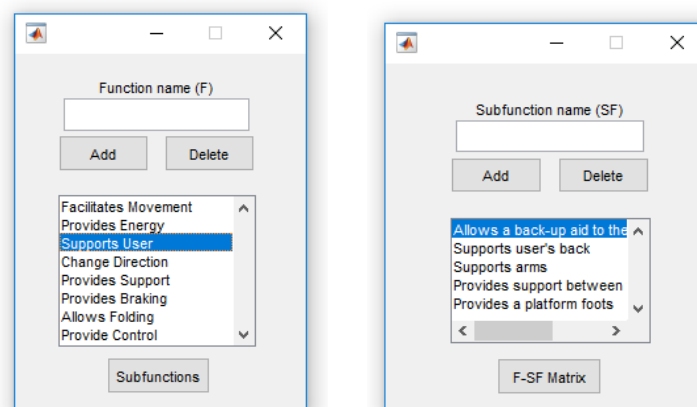 Function name (F)
Add Delete
Facilitates Movement
Provides Energy
Supports User
Change Direction
Provides Support
Provides Braking
Allows Folding
Provide Control
Subfunctions
Subfunction name (SF)
Add Delete
Allows a back-up aid to the
Supports user's back
Supports arms
Provides support between
Provides a platform foots
F-SF Matrix